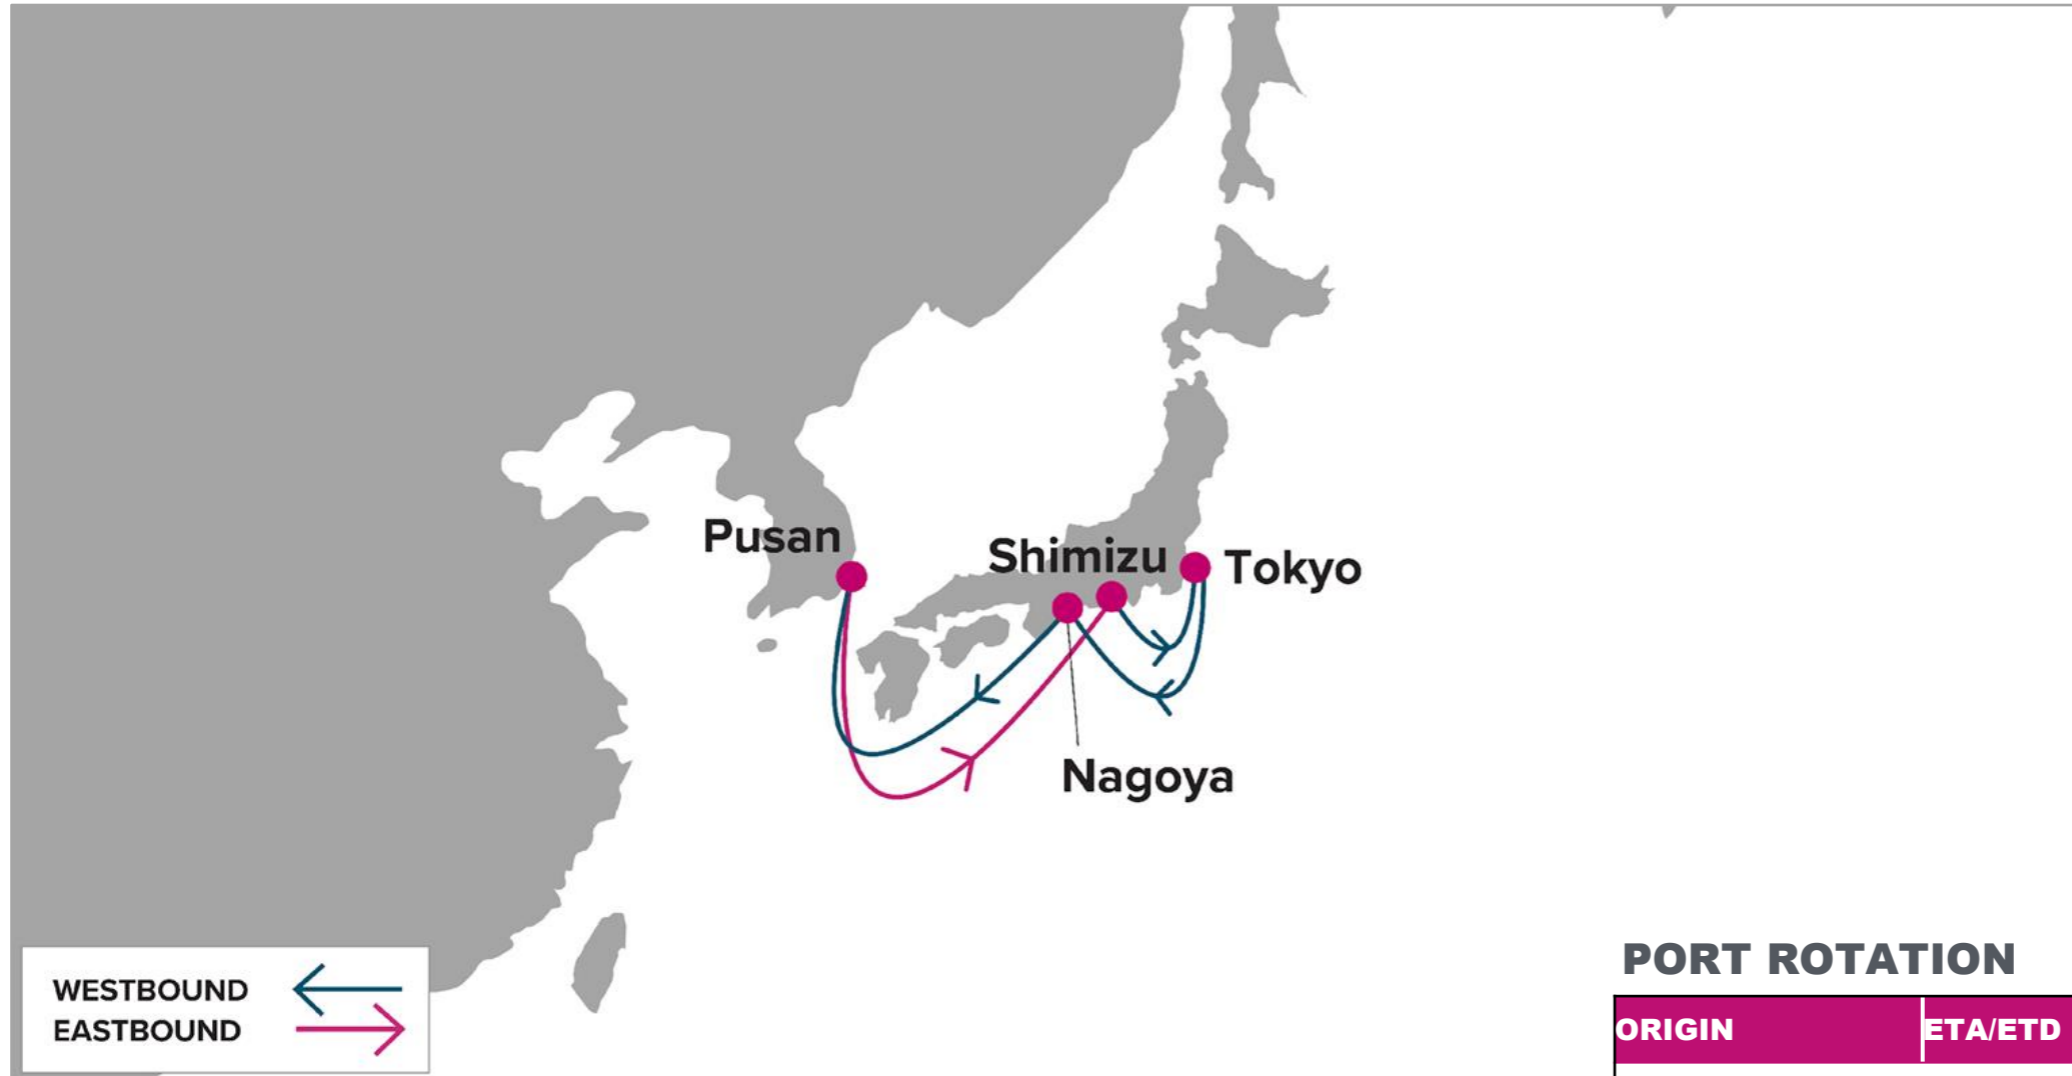 Pusan
Shimizu
Tokyo
Nagoya
WESTBOUND
EASTBOUND
PORT ROTATION
ORIGIN ETA/ETD